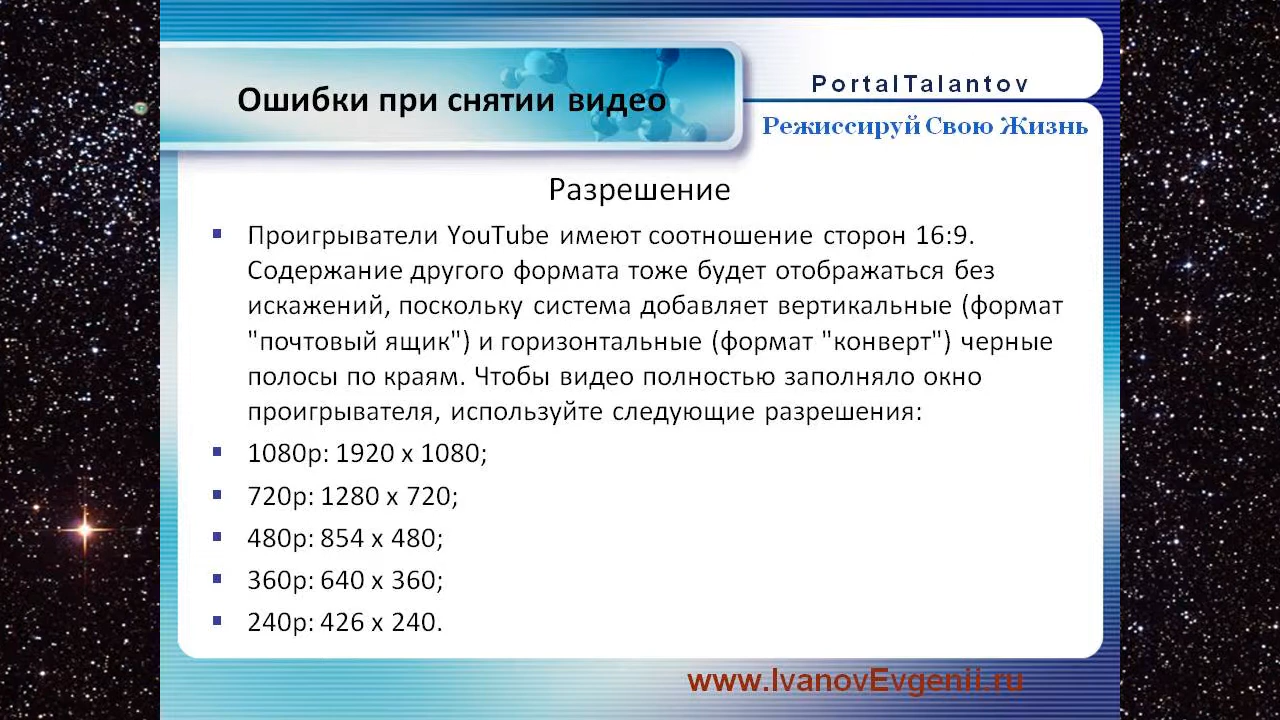 Ошибки при снятии видео
PortalTalantov
Режиссируй Свою Жизнь
Разрешение
Проигрыватели YouTube имеют соотношение сторон 16:9.
Содержание другого формата тоже будет отображаться без
искажений, поскольку система добавляет вертикальные (формат
"почтовый ящик") и горизонтальные (формат "конверт") черные
полосы по краям. Чтобы видео полностью заполняло окно
проигрывателя, используйте следующие разрешения:
1080p: 1920 x 1080;
720p: 1280 x 720;
480p: 854 x 480;
360p: 640 x 360;
240p: 426 x 240.
www.IvanovEvgenii.ru